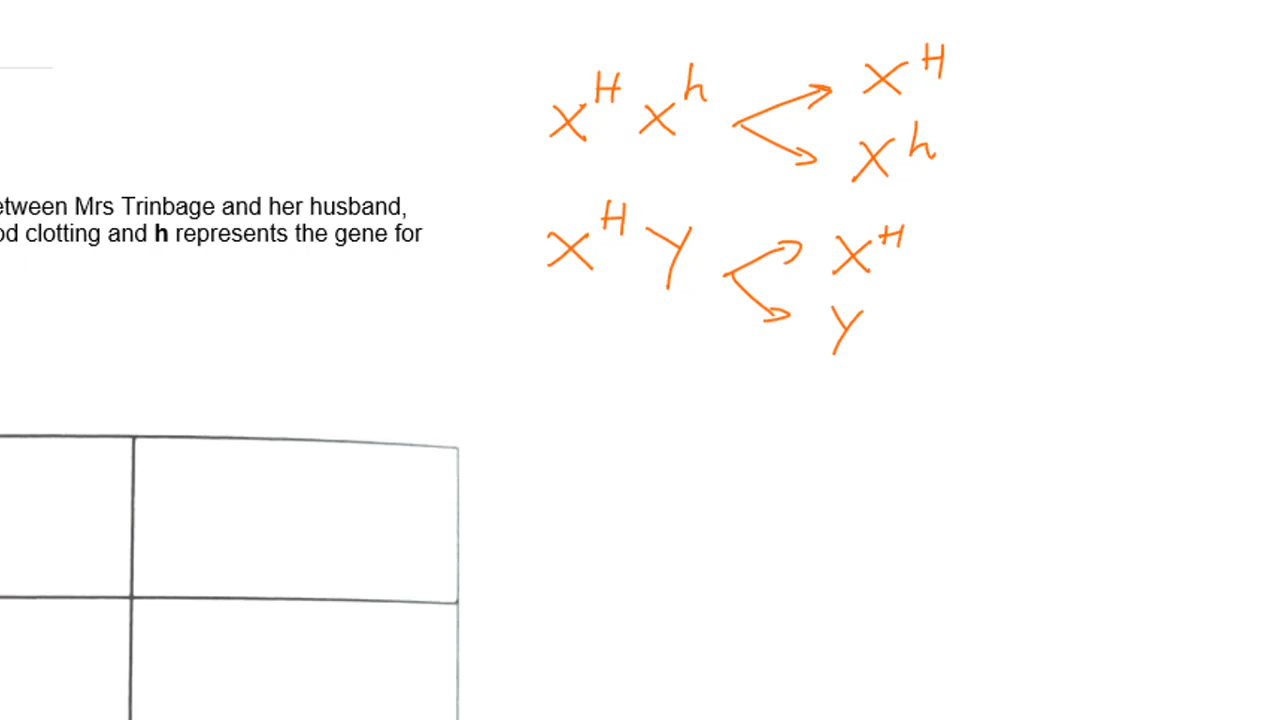 X^H X^h X^H
X^h
etween Mrs Trinbage and her husband,
od clotting and h represents the gene for
X^H Y X^H
Y